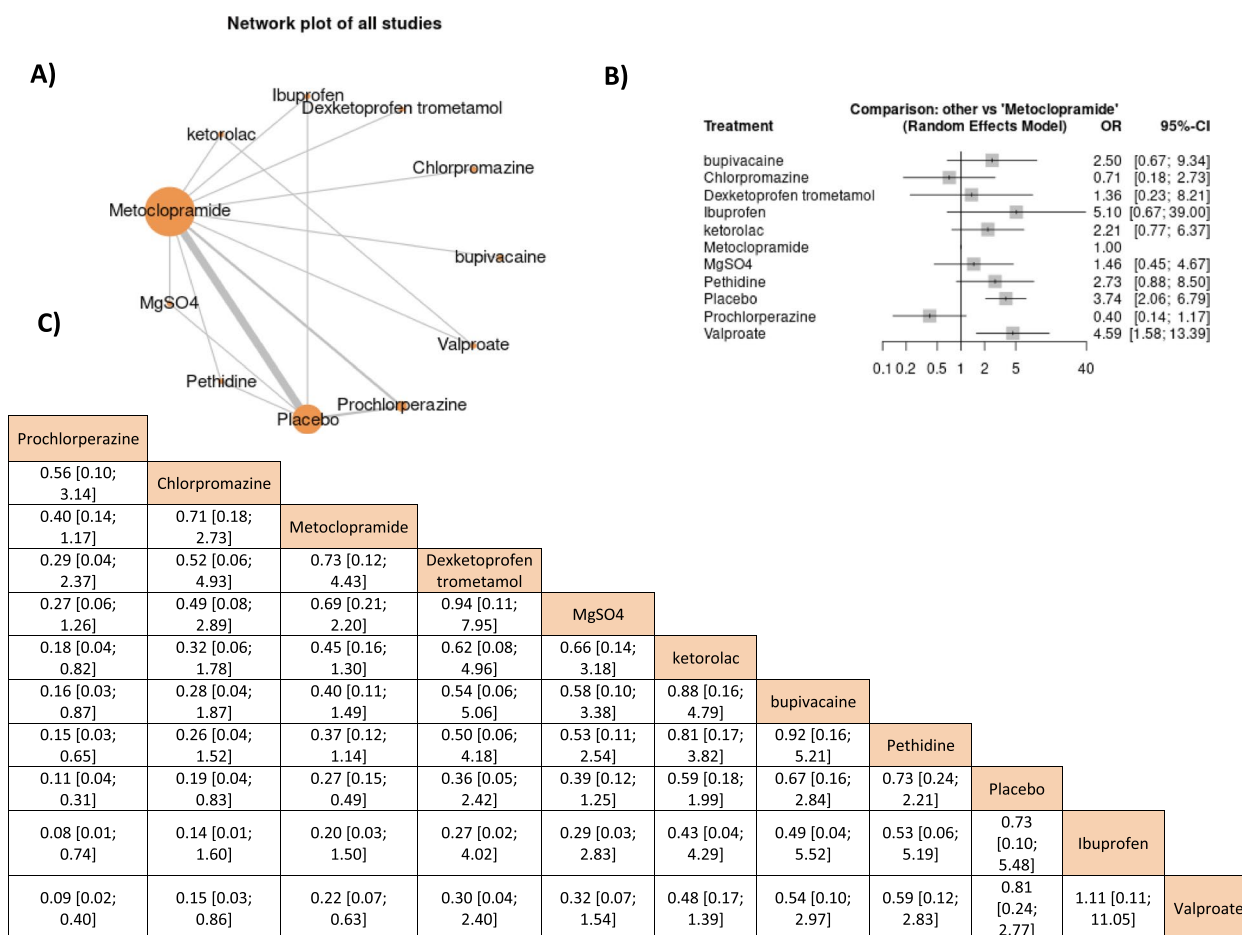 Network plot of all studies
A)
Ibuprofen
Dexketoprofen trometamol
ketorolac
Chlorpromazine
Metoclopramide
bupivacaine
MgSO4
Valproate
Pethidine
Prochlorperazine
Placebo
B)
Comparison: other vs 'Metoclopramide'
Treatment (Random Effects Model) OR 95%-CI
bupivacaine 2.50 [0.67; 9.34]
Chlorpromazine 0.71 [0.18; 2.73]
Dexketoprofen trometamol 1.36 [0.23; 8.21]
Ibuprofen 5.10 [0.67; 39.00]
ketorolac 2.21 [0.77; 6.37]
Metoclopramide 1.00
MgSO4 1.46 [0.45; 4.67]
Pethidine 2.73 [0.88; 8.50]
Placebo 3.74 [2.06; 6.79]
Prochlorperazine 0.40 [0.14; 1.17]
Valproate 4.59 [1.58; 13.39]
0.1 0.2 0.5 1 2 5 40
C)
Prochlorperazine
0.56 [0.10; 3.14] Chlorpromazine
0.40 [0.14; 1.17] 0.71 [0.18; 2.73] Metoclopramide
0.29 [0.04; 2.37] 0.52 [0.06; 4.93] 0.73 [0.12; 4.43] Dexketoprofen trometamol
0.27 [0.06; 1.26] 0.49 [0.08; 2.89] 0.69 [0.21; 2.20] 0.94 [0.11; 7.95] MgSO4
0.18 [0.04; 0.82] 0.32 [0.06; 1.78] 0.45 [0.16; 1.30] 0.62 [0.08; 4.96] 0.66 [0.14; 3.18] ketorolac
0.16 [0.03; 0.87] 0.28 [0.04; 1.87] 0.40 [0.11; 1.49] 0.54 [0.06; 5.06] 0.58 [0.10; 3.38] 0.88 [0.16; 4.79] bupivacaine
0.15 [0.03; 0.65] 0.26 [0.04; 1.52] 0.37 [0.12; 1.14] 0.50 [0.06; 4.18] 0.53 [0.11; 2.54] 0.81 [0.17; 3.82] 0.92 [0.16; 5.21] Pethidine
0.11 [0.04; 0.31] 0.19 [0.04; 0.83] 0.27 [0.15; 0.49] 0.36 [0.05; 2.42] 0.39 [0.12; 1.25] 0.59 [0.18; 1.99] 0.67 [0.16; 2.84] 0.73 [0.24; 2.21] Placebo
0.08 [0.01; 0.74] 0.14 [0.01; 1.60] 0.20 [0.03; 1.50] 0.27 [0.02; 4.02] 0.29 [0.03; 2.83] 0.43 [0.04; 4.29] 0.49 [0.04; 5.52] 0.53 [0.06; 5.19] 0.73 [0.10; 5.48] Ibuprofen
0.09 [0.02; 0.40] 0.15 [0.03; 0.86] 0.22 [0.07; 0.63] 0.30 [0.04; 2.40] 0.32 [0.07; 1.54] 0.48 [0.17; 1.39] 0.54 [0.10; 2.97] 0.59 [0.12; 2.83] 0.81 [0.24; 2.77] 1.11 [0.11; 11.05] Valproate